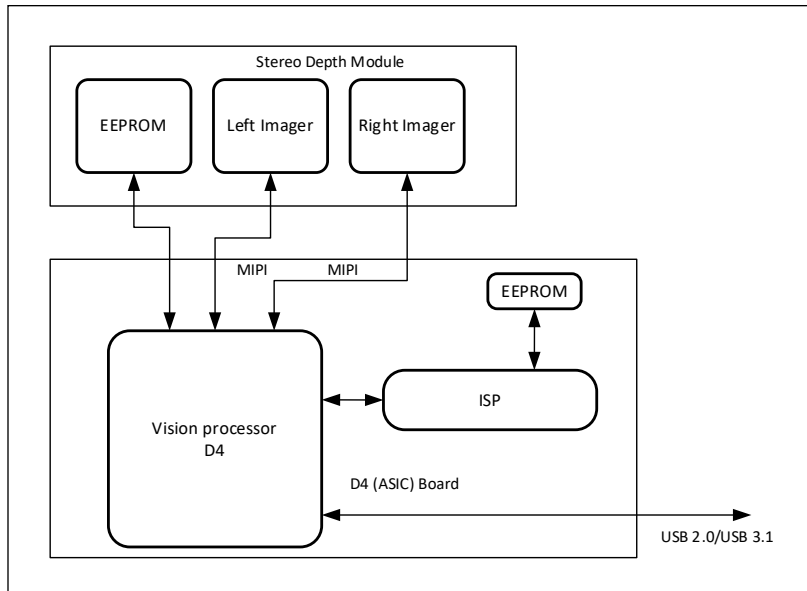 Stereo Depth Module
EEPROM
Left Imager
Right Imager
MIPI
MIPI
EEPROM
ISP
Vision processor
D4
D4 (ASIC) Board
USB 2.0/USB 3.1